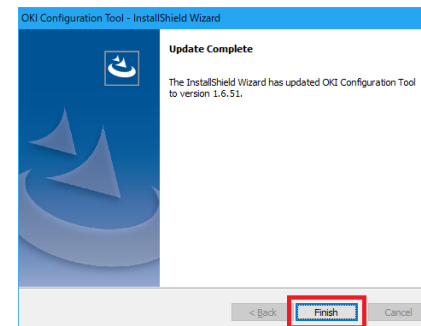 OKI Configuration Tool - InstallShield Wizard
Update Complete
The InstallShield Wizard has updated OKI Configuration Tool
to version 1.6.51.
< Back
Finish
Cancel